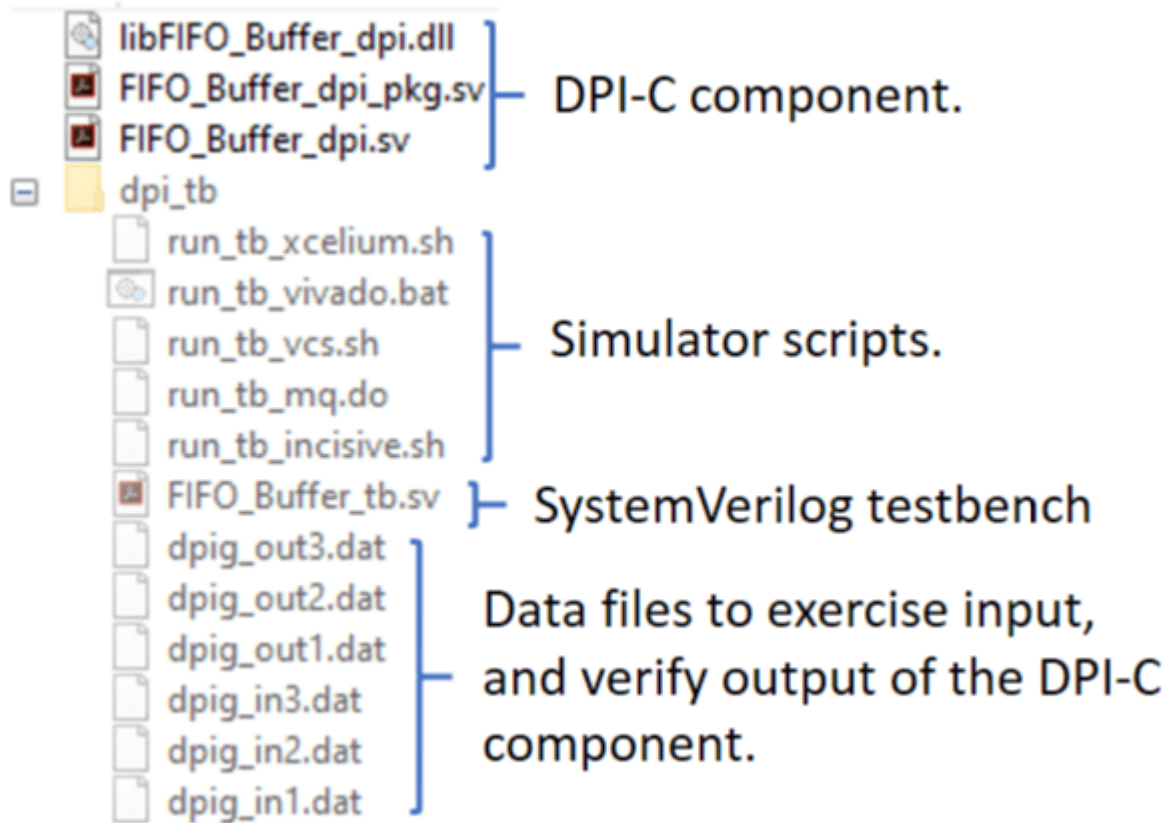 libFIFO_Buffer_dpi.dll
FIFO_Buffer_dpi_pkg.sv
DPI-C component.
FIFO_Buffer_dpi.sv
dpi_tb
run_tb_xcelium.sh
run_tb_vivado.bat
run_tb_vcs.sh
Simulator scripts.
run_tb_mq.do
run_tb_incisive.sh
FIFO_Buffer_tb.sv
SystemVerilog testbench
dpig_out3.dat
dpig_out2.dat
dpig_out1.dat
dpig_in3.dat
dpig_in2.dat
dpig_in1.dat
Data files to exercise input,
and verify output of the DPI-C
component.